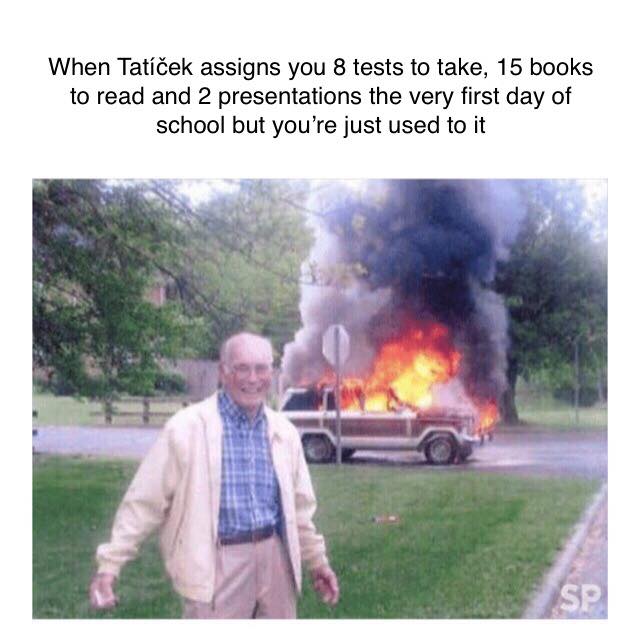 When Tatíček assigns you 8 tests to take, 15 books
to read and 2 presentations the very first day of
school but you’re just used to it
SP